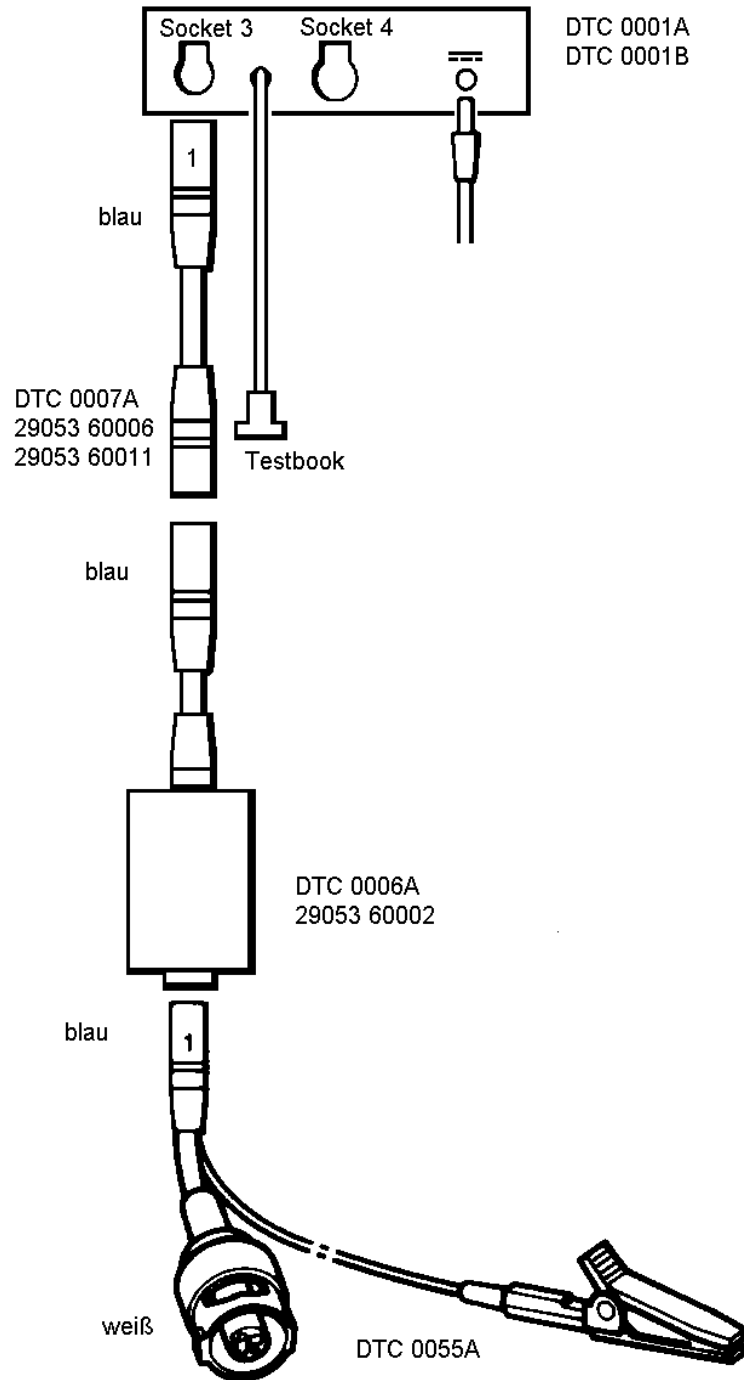 Socket 3
Socket 4
DTC 0001A
DTC 0001B
1
blau
DTC 0007A
29053 60006
29053 60011
Testbook
blau
DTC 0006A
29053 60002
blau
1
weiß
DTC 0055A